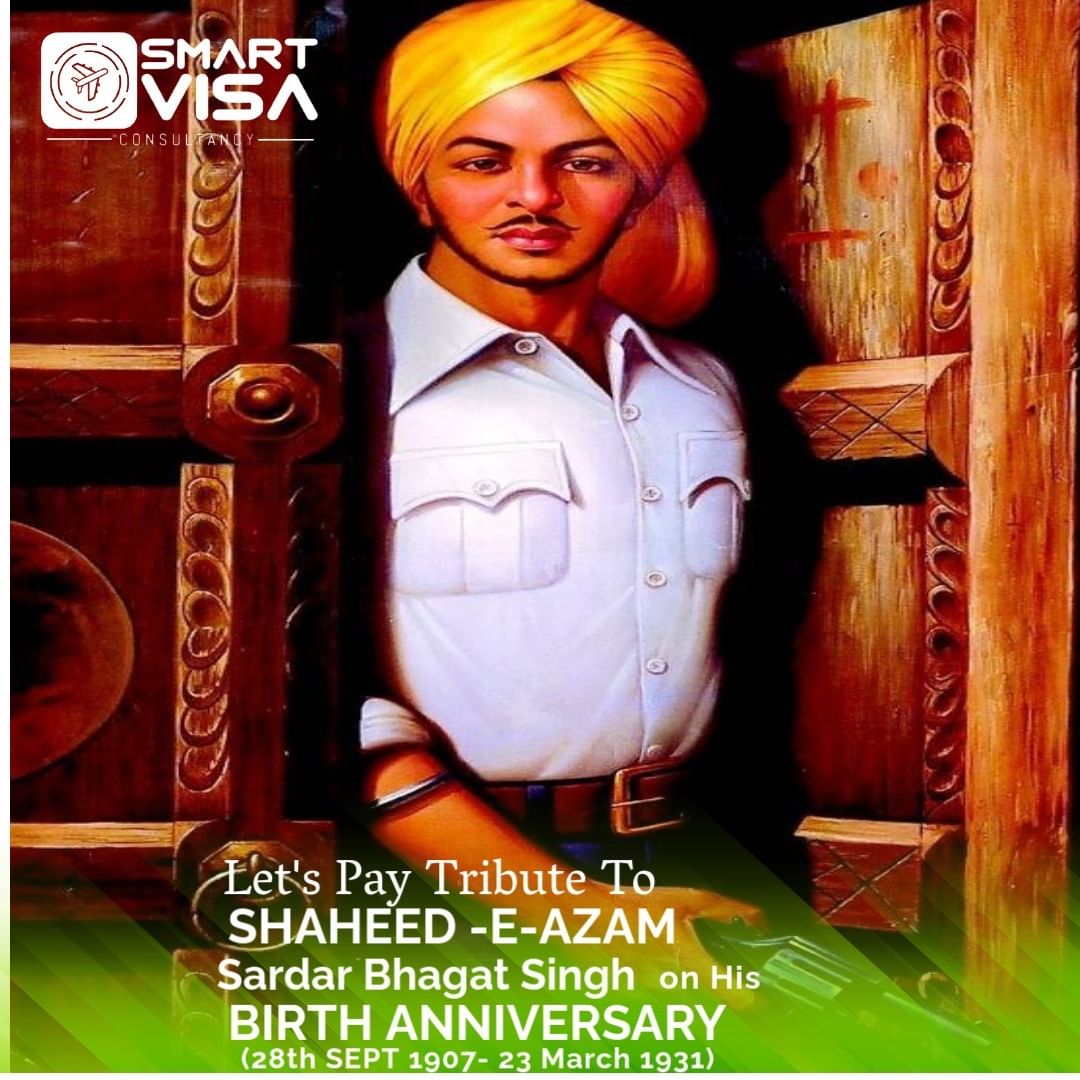 SMART
VISA
CONSULTANCY
Let's Pay Tribute To
SHAHEED -E-AZAM
Sardar Bhagat Singh on His
BIRTH ANNIVERSARY
(28th SEPT 1907- 23 March 1931)